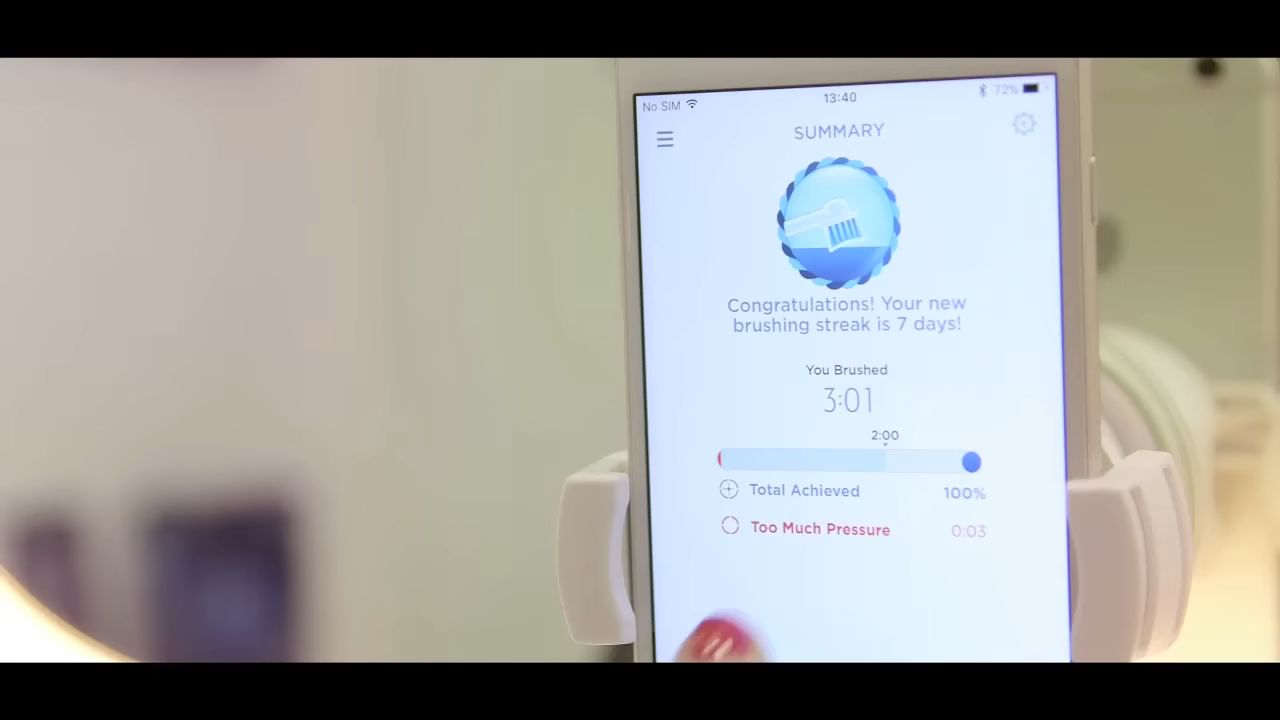 No SIM 13:40 72%
SUMMARY
Congratulations! Your new
brushing streak is 7 days!
You Brushed
3:01
2:00
Total Achieved 100%
Too Much Pressure 0:03